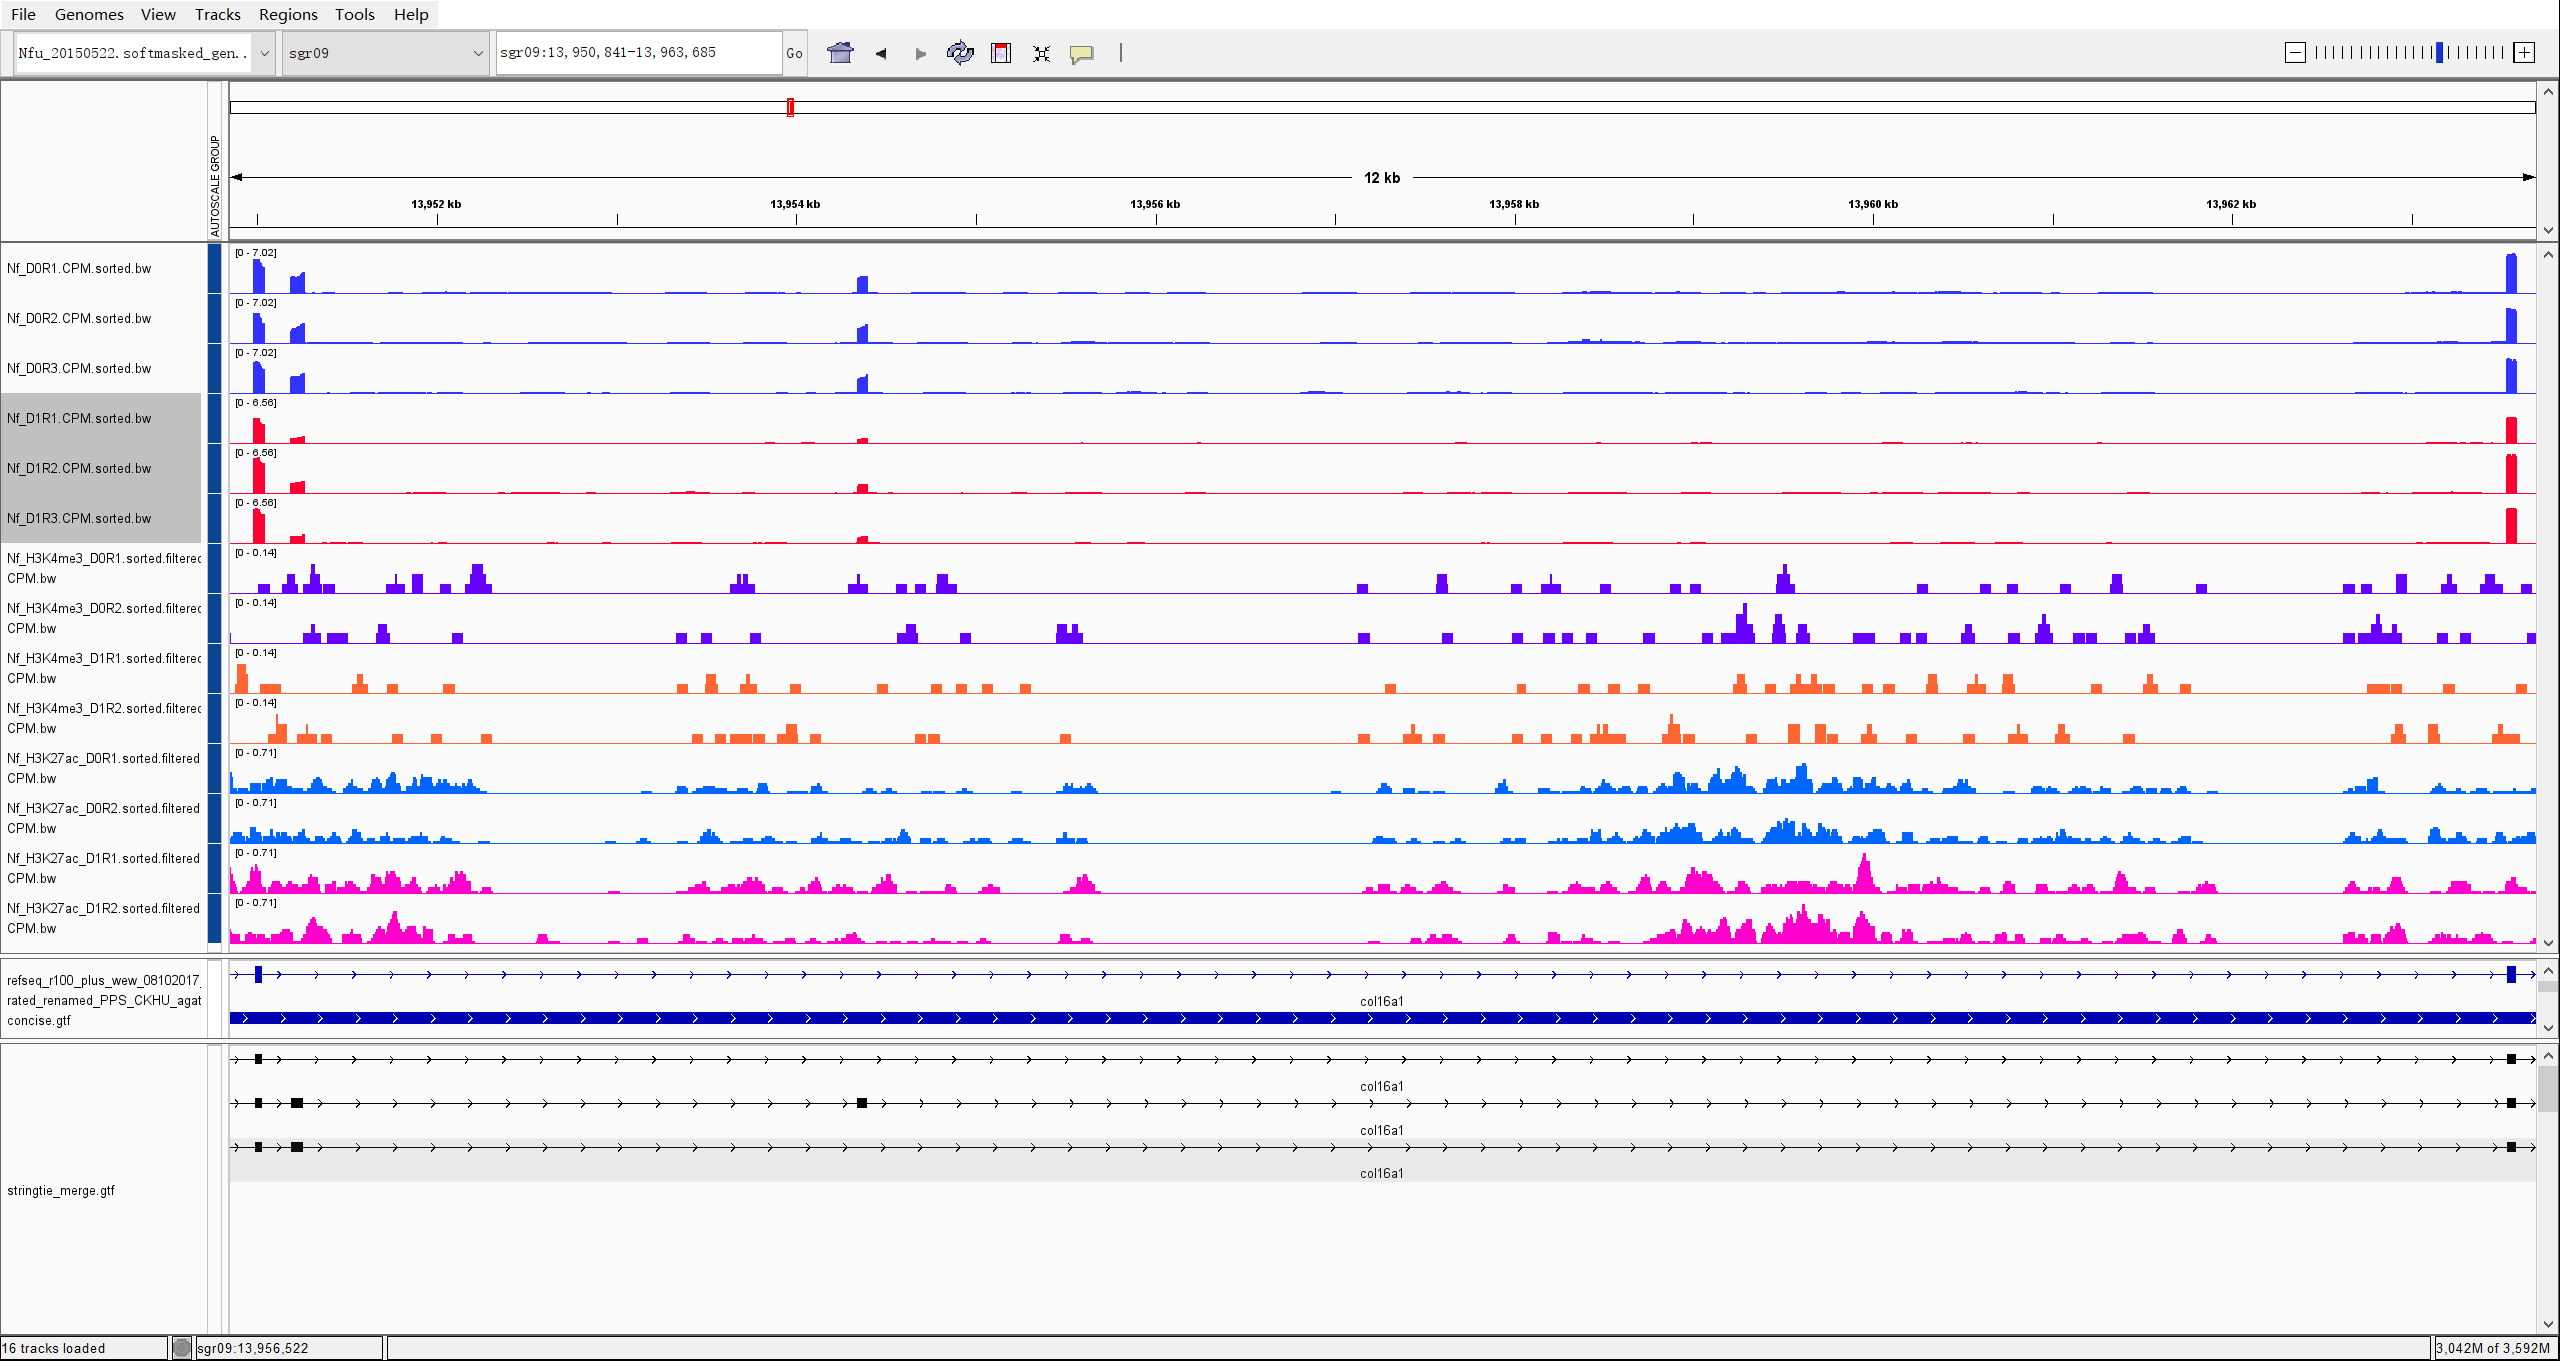 File Genomes View Tracks Regions Tools Help
Nfu_20150522.softmasked_gen.. sgr09 sgr09:13,950,841-13,963,685 Go
AUTOSCALE GROUP
12 kb
13,952 kb 13,954 kb 13,956 kb 13,958 kb 13,960 kb 13,962 kb
Nf_D0R1.CPM.sorted.bw [0 - 7.02]
Nf_D0R2.CPM.sorted.bw [0 - 7.02]
Nf_D0R3.CPM.sorted.bw [0 - 7.02]
Nf_D1R1.CPM.sorted.bw [0 - 6.56]
Nf_D1R2.CPM.sorted.bw [0 - 6.56]
Nf_D1R3.CPM.sorted.bw [0 - 6.56]
Nf_H3K4me3_D0R1.sorted.filterec [0 - 0.14]
CPM.bw
Nf_H3K4me3_D0R2.sorted.filterec [0 - 0.14]
CPM.bw
Nf_H3K4me3_D1R1.sorted.filterec [0 - 0.14]
CPM.bw
Nf_H3K4me3_D1R2.sorted.filterec [0 - 0.14]
CPM.bw
Nf_H3K27ac_D0R1.sorted.filtered [0 - 0.71]
CPM.bw
Nf_H3K27ac_D0R2.sorted.filtered [0 - 0.71]
CPM.bw
Nf_H3K27ac_D1R1.sorted.filtered [0 - 0.71]
CPM.bw
Nf_H3K27ac_D1R2.sorted.filtered [0 - 0.71]
CPM.bw
refseq_r100_plus_wew_08102017_
rated_renamed_PPS_CKHU_agat
concise.gtf
col16a1
col16a1
col16a1
col16a1
stringtie_merge.gtf
16 tracks loaded sgr09:13,956,522 3,042M of 3,592M